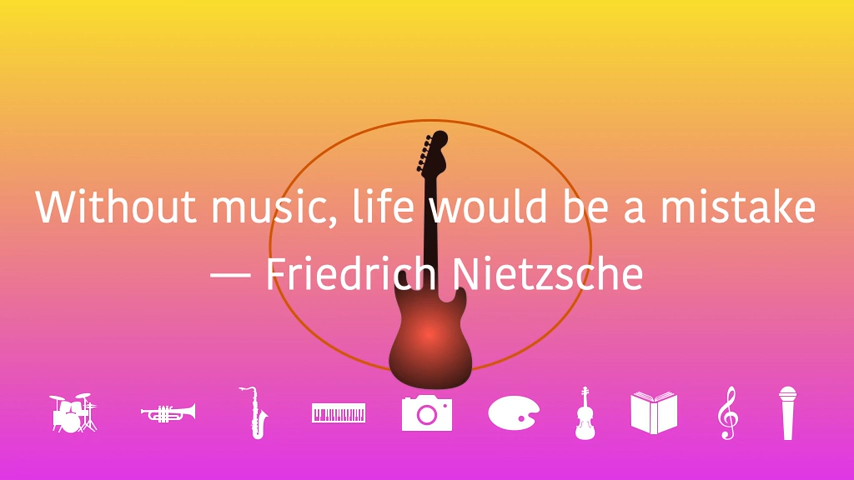 Without music, life would be a mistake
— Friedrich Nietzsche